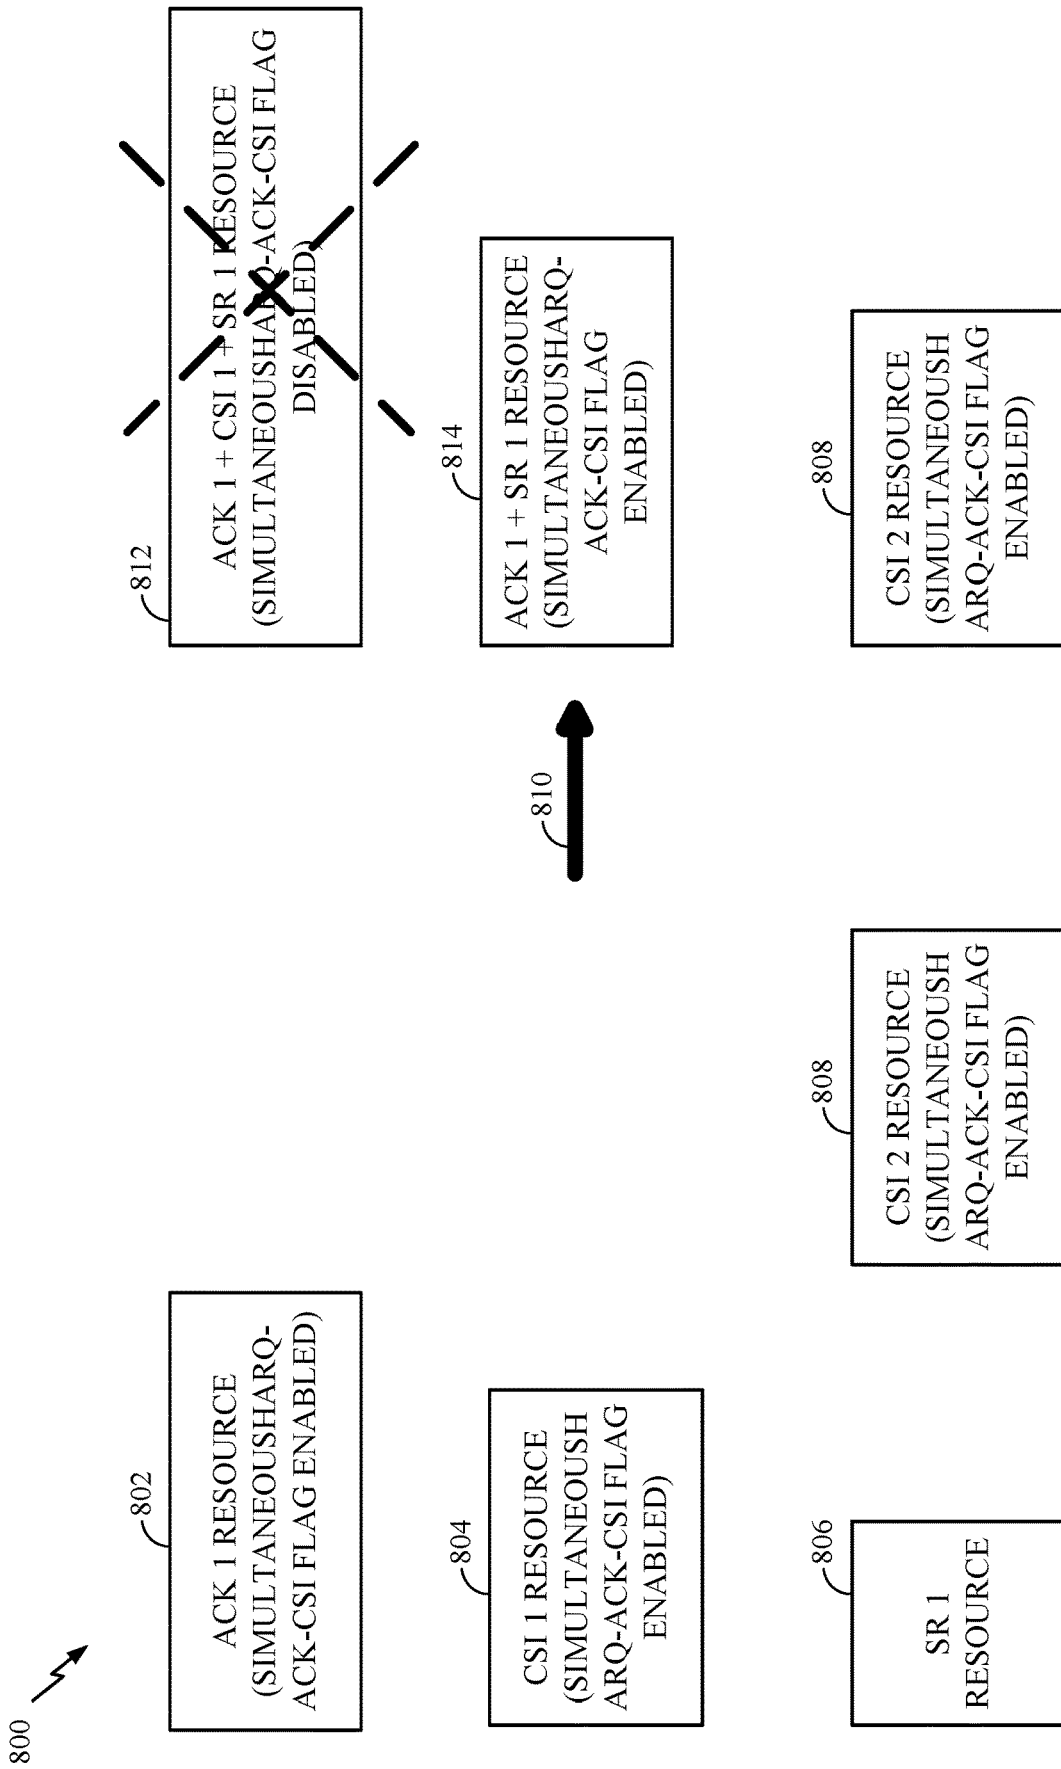 800
802
ACK 1 RESOURCE
(SIMULTANEOUSHARQ-
ACK-CSI FLAG ENABLED)
804
CSI 1 RESOURCE
(SIMULTANEOUSH
ARQ-ACK-CSI FLAG
ENABLED)
806
SR 1
RESOURCE
808
CSI 2 RESOURCE
(SIMULTANEOUSH
ARQ-ACK-CSI FLAG
ENABLED)
810
812
ACK 1 + CSI 1 + SR 1 RESOURCE
(SIMULTANEOUSHARQ-ACK-CSI FLAG
DISABLED)
814
ACK 1 + SR 1 RESOURCE
(SIMULTANEOUSHARQ-
ACK-CSI FLAG
ENABLED)
808
CSI 2 RESOURCE
(SIMULTANEOUSH
ARQ-ACK-CSI FLAG
ENABLED)